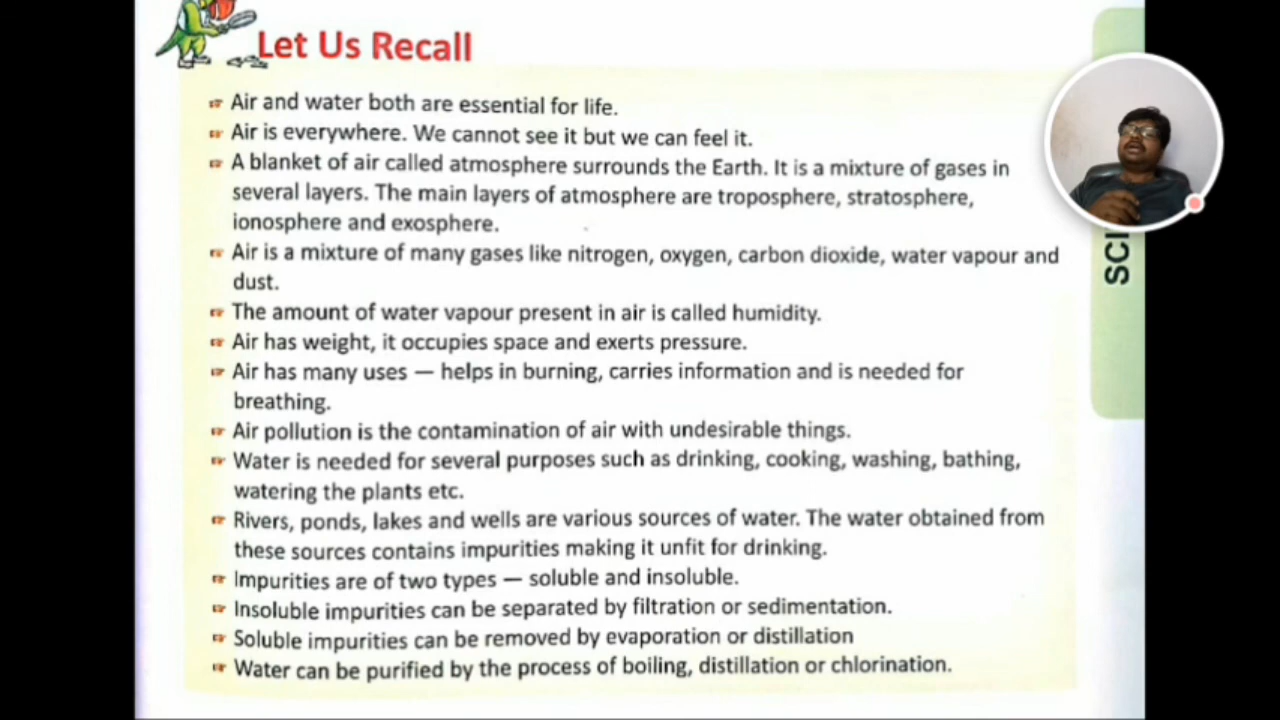 Let Us Recall
Air and water both are essential for life.
Air is everywhere. We cannot see it but we can feel it.
A blanket of air called atmosphere surrounds the Earth. It is a mixture of gases in
several layers. The main layers of atmosphere are troposphere, stratosphere,
ionosphere and exosphere.
Air is a mixture of many gases like nitrogen, oxygen, carbon dioxide, water vapour and
dust.
The amount of water vapour present in air is called humidity.
Air has weight, it occupies space and exerts pressure.
Air has many uses — helps in burning, carries information and is needed for
breathing.
Air pollution is the contamination of air with undesirable things.
Water is needed for several purposes such as drinking, cooking, washing, bathing,
watering the plants etc.
Rivers, ponds, lakes and wells are various sources of water. The water obtained from
these sources contains impurities making it unfit for drinking.
Impurities are of two types — soluble and insoluble.
Insoluble impurities can be separated by filtration or sedimentation.
Soluble impurities can be removed by evaporation or distillation
Water can be purified by the process of boiling, distillation or chlorination.